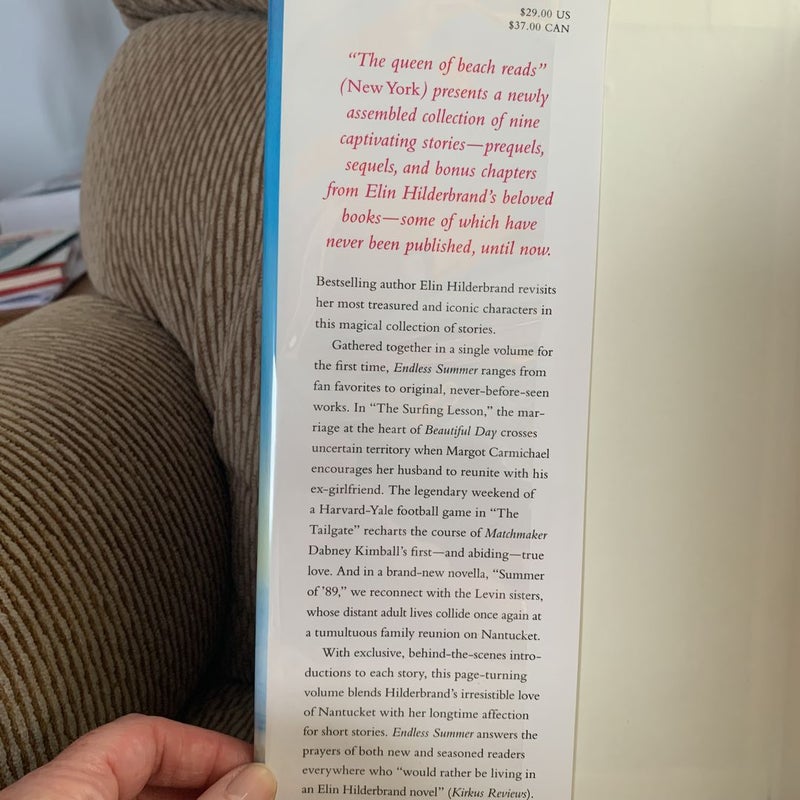 $29.00 US
$37.00 CAN
“The queen of beach reads”
(New York) presents a newly
assembled collection of nine
captivating stories—prequels,
sequels, and bonus chapters
from Elin Hilderbrand’s beloved
books—some of which have
never been published, until now.
Bestselling author Elin Hilderbrand revisits
her most treasured and iconic characters in
this magical collection of stories.
Gathered together in a single volume for
the first time, Endless Summer ranges from
fan favorites to original, never-before-seen
works. In “The Surfing Lesson,” the mar-
riage at the heart of Beautiful Day crosses
uncertain territory when Margot Carmichael
encourages her husband to reunite with his
ex-girlfriend. The legendary weekend of
a Harvard-Yale football game in “The
Tailgate” recharts the course of Matchmaker
Dabney Kimball’s first—and abiding—true
love. And in a brand-new novella, “Summer
of ’89,” we reconnect with the Levin sisters,
whose distant adult lives collide once again at
a tumultuous family reunion on Nantucket.
With exclusive, behind-the-scenes intro-
ductions to each story, this page-turning
volume blends Hilderbrand’s irresistible love
of Nantucket with her longtime affection
for short stories. Endless Summer answers the
prayers of both new and seasoned readers
everywhere who “would rather be living in
an Elin Hilderbrand novel” (Kirkus Reviews).